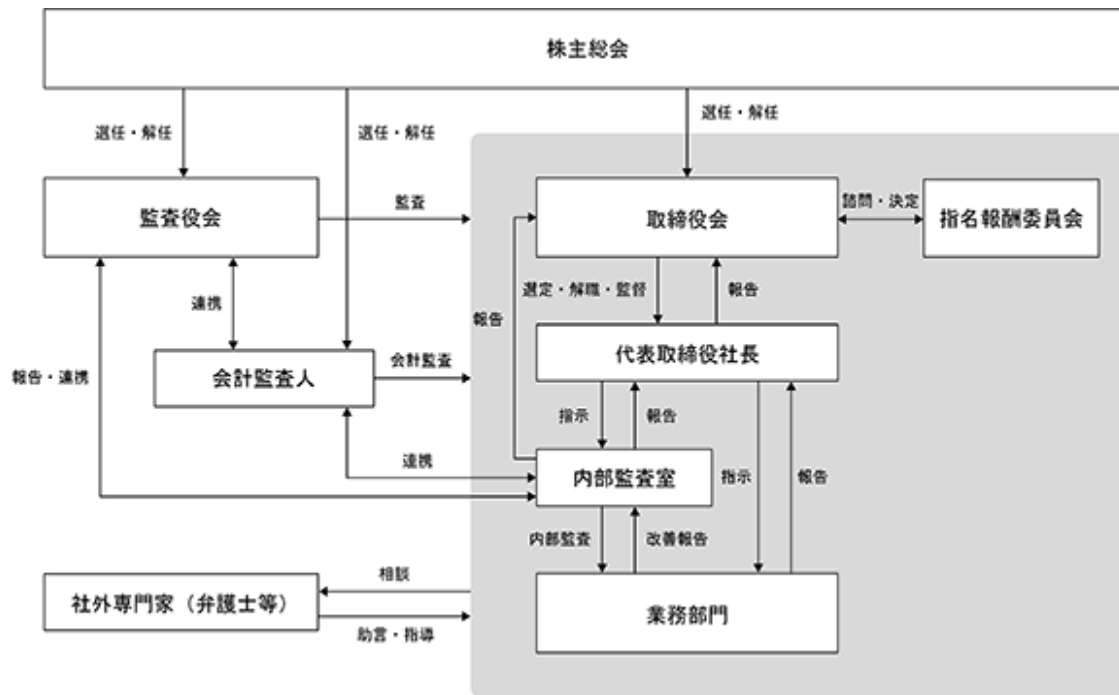 株主総会
選任・解任
選任・解任
選任・解任
監査役会
監査
取締役会
諮問・決定
指名報酬委員会
連携
選定・解職・監督
報告
報告
代表取締役社長
報告・連携
会計監査人
会計監査
指示
報告
連携
内部監査室
指示
報告
内部監査
改善報告
相談
社外専門家(弁護士等)
助言・指導
業務部門